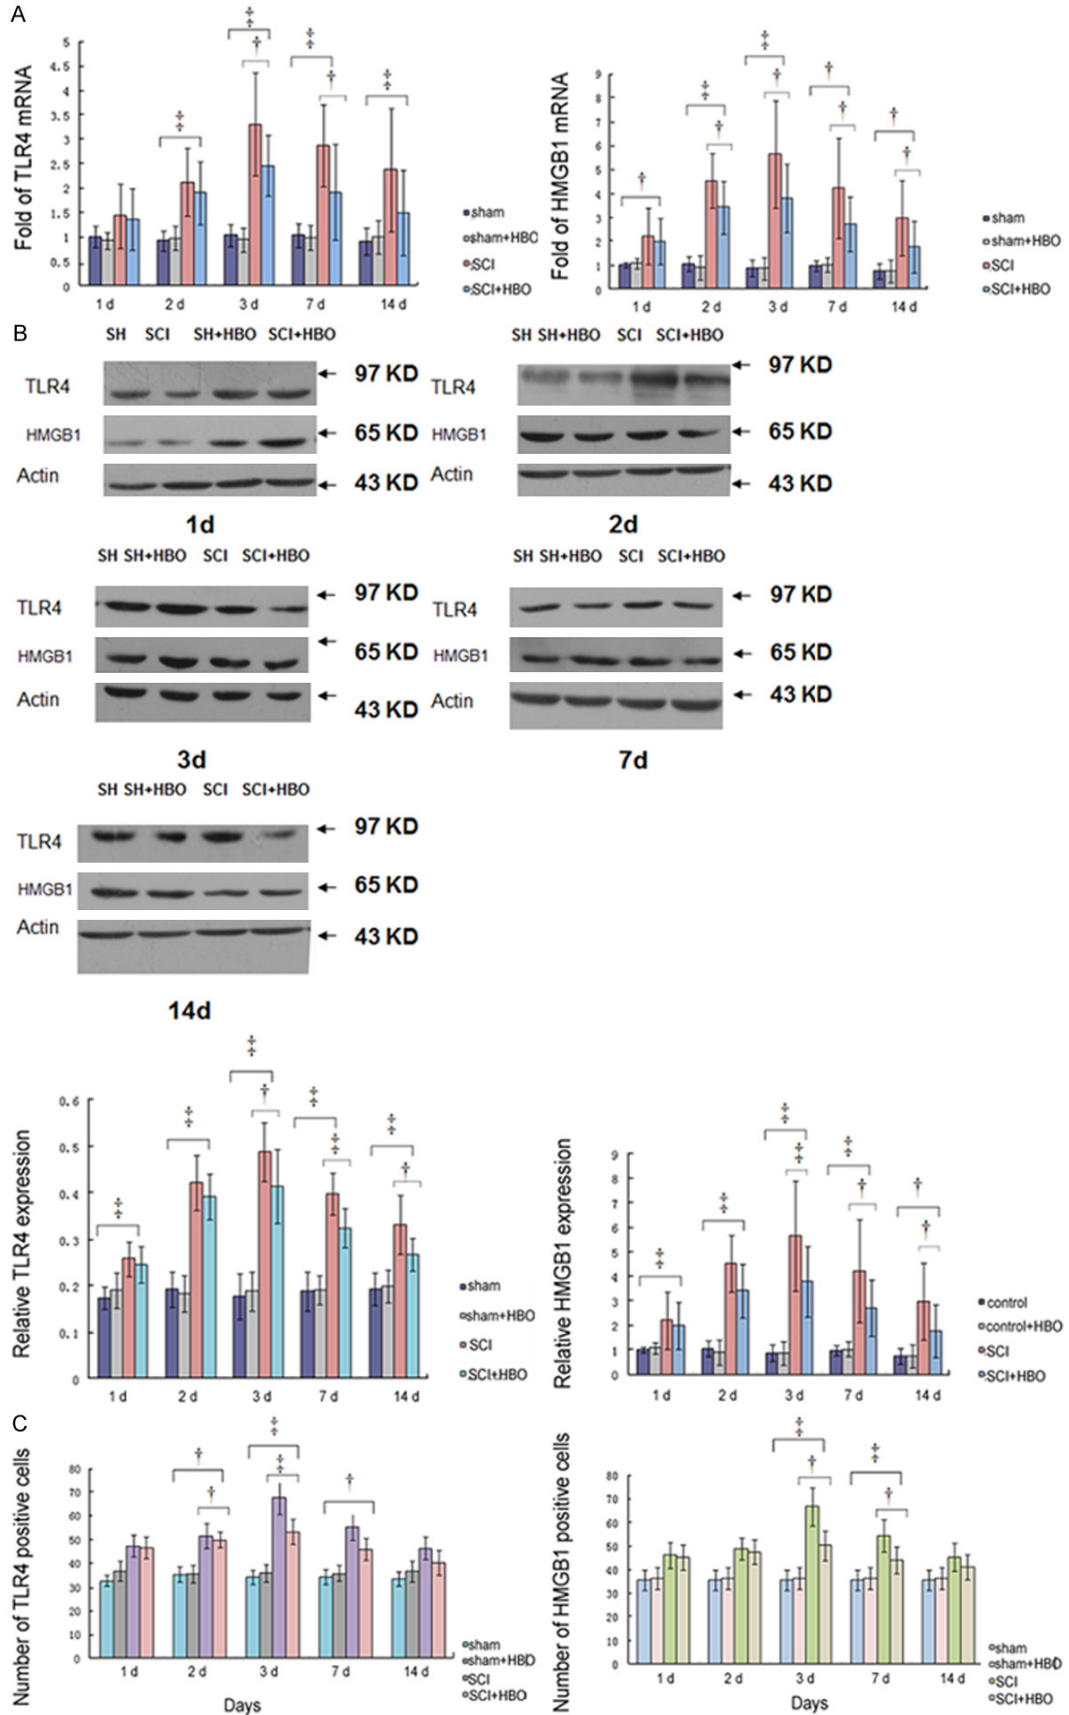 A
Fold of TLR4 mRNA
5
4.5
4
3.5
3
2.5
2
1.5
1
0.5
0
1 d
2 d
3 d
7 d
14 d
‡
‡
†
‡
†
‡
sham
sham+HBO
SCI
SCI+HBO
Fold of HMGB1 mRNA
9
8
7
6
5
4
3
2
1
0
1 d
2 d
3 d
7 d
14 d
†
‡
†
‡
†
†
†
†
†
sham
sham+HBO
SCI
SCI+HBO
B
SH SCI SH+HBO SCI+HBO
TLR4
97 KD
HMGB1
65 KD
Actin
43 KD
1d
SH SH+HBO SCI SCI+HBO
TLR4
97 KD
HMGB1
65 KD
Actin
43 KD
2d
SH SH+HBO SCI SCI+HBO
TLR4
97 KD
HMGB1
65 KD
Actin
43 KD
3d
SH SH+HBO SCI SCI+HBO
TLR4
97 KD
HMGB1
65 KD
Actin
43 KD
7d
SH SH+HBO SCI SCI+HBO
TLR4
97 KD
HMGB1
65 KD
Actin
43 KD
14d
Relative TLR4 expression
0.6
0.5
0.4
0.3
0.2
0.1
0
1 d
2 d
3 d
7 d
14 d
‡
‡
‡
†
‡
‡
‡
†
sham
sham+HBO
SCI
SCI+HBO
Relative HMGB1 expression
9
8
7
6
5
4
3
2
1
0
1 d
2 d
3 d
7 d
14 d
‡
‡
‡
‡
‡
†
†
†
control
control+HBO
SCI
SCI+HBO
C
Number of TLR4 positive cells
80
70
60
50
40
30
20
10
0
1 d
2 d
3 d
7 d
14 d
Days
†
†
‡
‡
†
sham
sham+HBO
SCI
SCI+HBO
Number of HMGB1 positive cells
80
70
60
50
40
30
20
10
0
1 d
2 d
3 d
7 d
14 d
Days
‡
†
‡
†
sham
sham+HBO
SCI
SCI+HBO